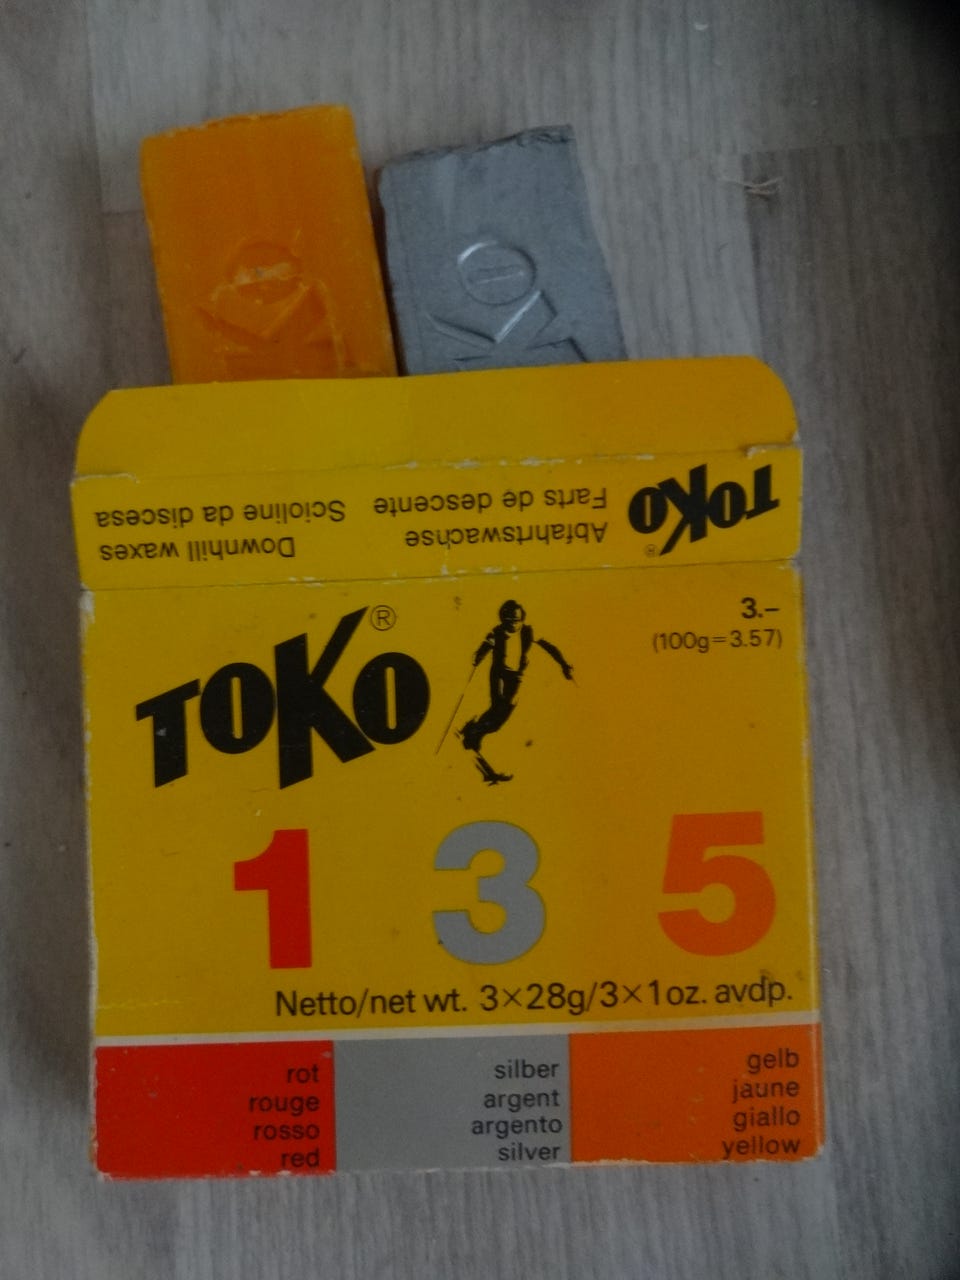 TOKO®
Abfahrtswachse
Farts de descente
Downhill waxes
Scioline da discesa
TOKO®
3.–
(100g=3.57)
1 3 5
Netto/net wt. 3×28g/3×1oz. avdp.
rot
rouge
rosso
red
silber
argent
argento
silver
gelb
jaune
giallo
yellow